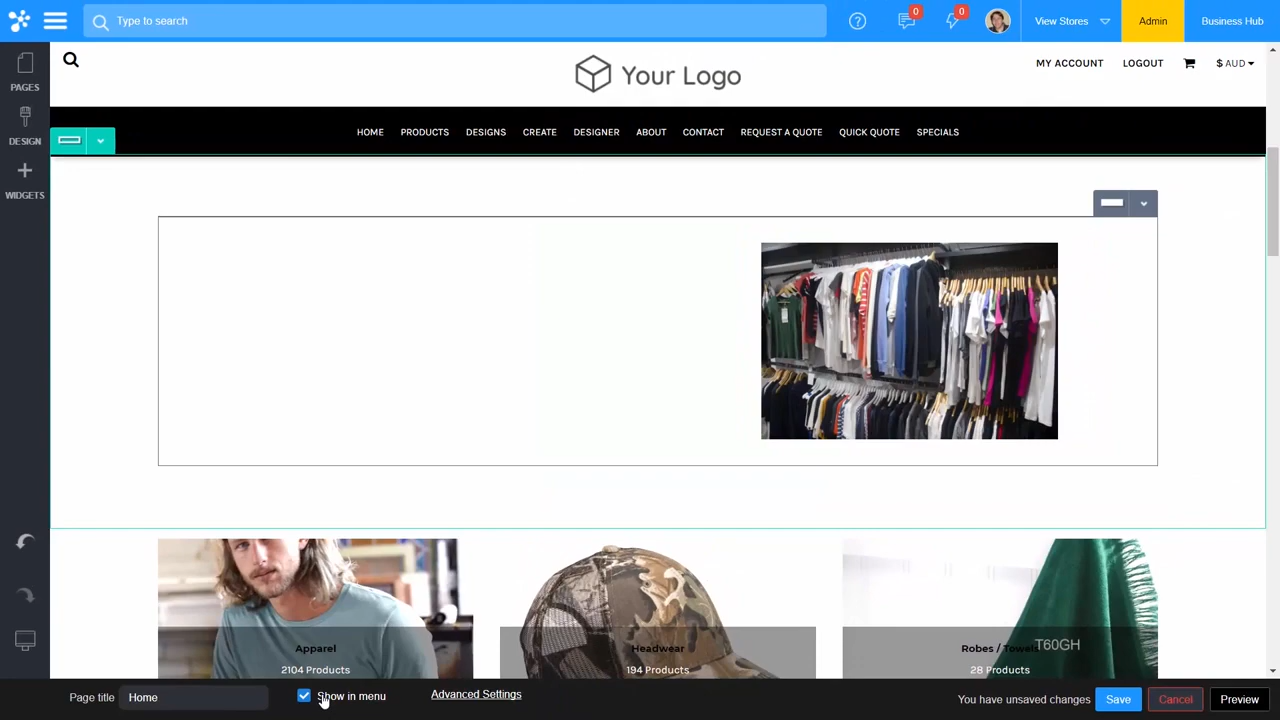 Type to search
0
0
View Stores
Admin
Business Hub
PAGES
DESIGN
WIDGETS
Your Logo
MY ACCOUNT
LOGOUT
$ AUD
HOME
PRODUCTS
DESIGNS
CREATE
DESIGNER
ABOUT
CONTACT
REQUEST A QUOTE
QUICK QUOTE
SPECIALS
Apparel
2104 Products
Headwear
194 Products
Robes / Towels
T60GH
28 Products
Page title
Home
Show in menu
Advanced Settings
You have unsaved changes
Save
Cancel
Preview